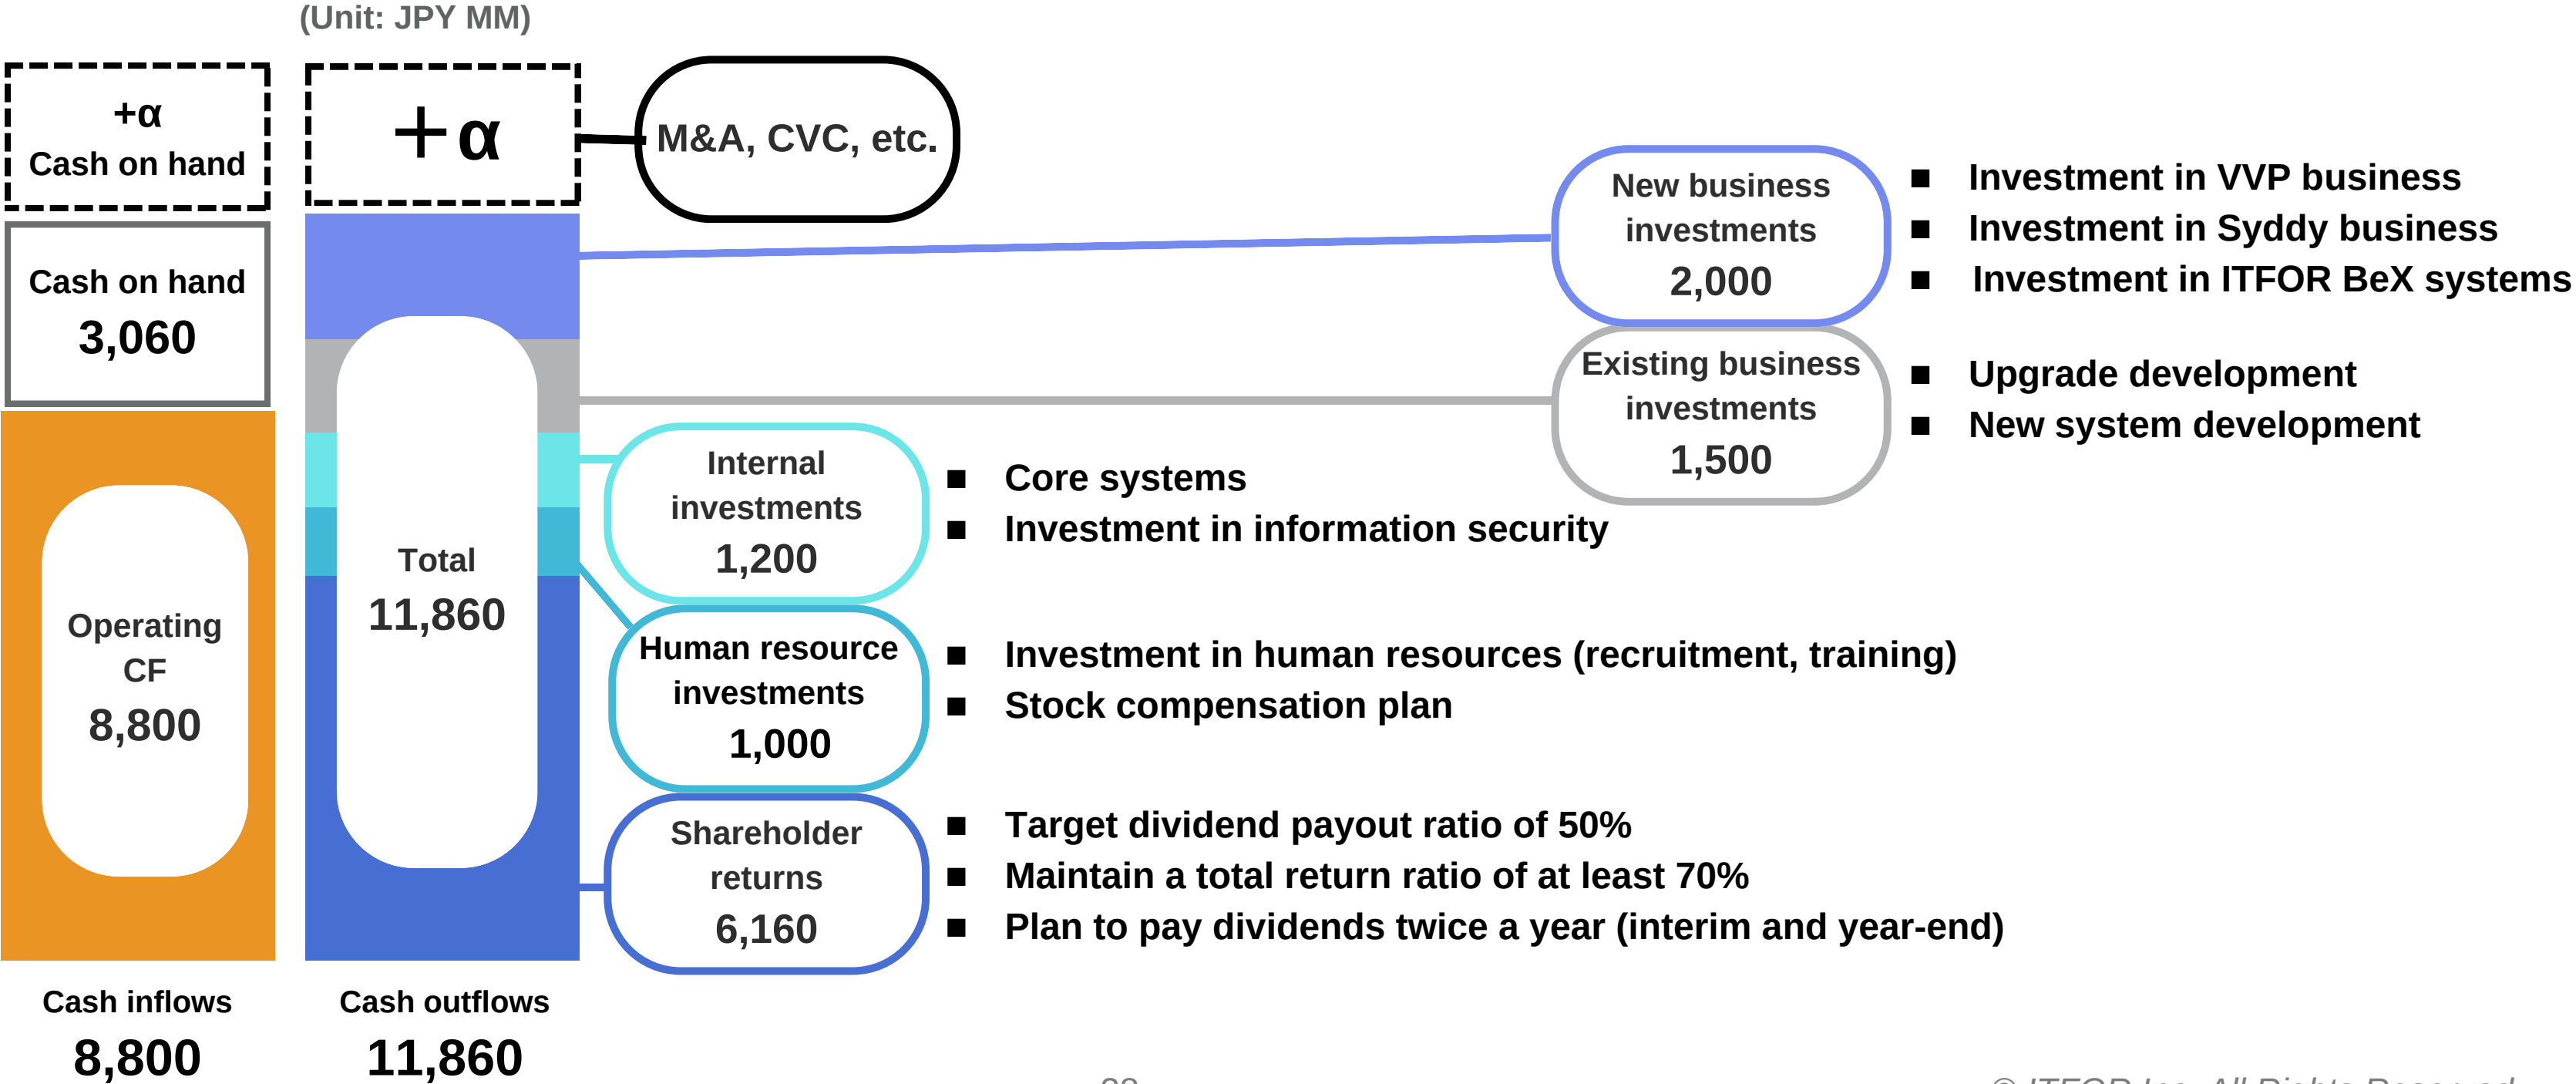 (Unit: JPY MM)
+α
Cash on hand
Cash on hand
3,060
Operating
CF
8,800
Cash inflows
8,800
+α
Total
11,860
Cash outflows
11,860
M&A, CVC, etc.
New business
investments
2,000
■ Investment in VVP business
■ Investment in Syddy business
■ Investment in ITFOR BeX systems
Existing business
investments
1,500
■ Upgrade development
■ New system development
Internal
investments
1,200
■ Core systems
■ Investment in information security
Human resource
investments
1,000
■ Investment in human resources (recruitment, training)
■ Stock compensation plan
Shareholder
returns
6,160
■ Target dividend payout ratio of 50%
■ Maintain a total return ratio of at least 70%
■ Plan to pay dividends twice a year (interim and year-end)
© ITFOR Inc. All Rights Reserved